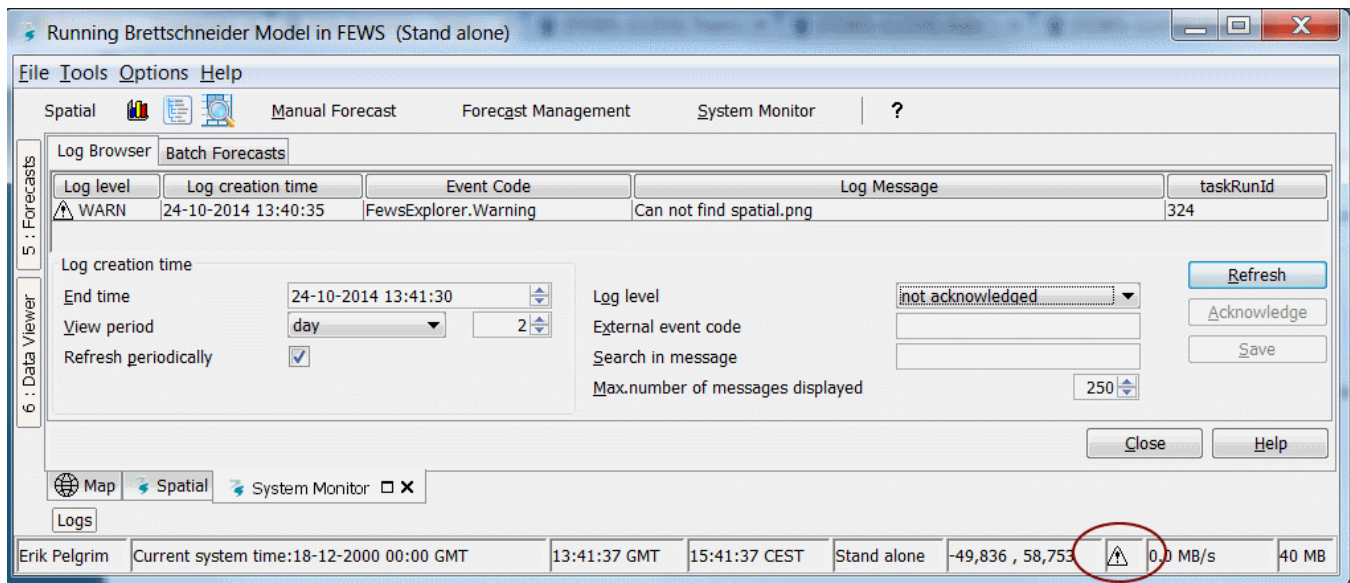 Running Brettschneider Model in FEWS (Stand alone)
File Tools Options Help
Spatial Manual Forecast Forecast Management System Monitor ?
5 : Forecasts
6 : Data Viewer
Log Browser Batch Forecasts
Log level Log creation time Event Code Log Message taskRunId
WARN 24-10-2014 13:40:35 FewsExplorer.Warning Can not find spatial.png 324
Log creation time
End time 24-10-2014 13:41:30
View period day 2
Refresh periodically
Log level not acknowledged
External event code
Search in message
Max.number of messages displayed 250
Refresh
Acknowledge
Save
Close Help
Map Spatial System Monitor
Logs
Erik Pelgrim Current system time:18-12-2000 00:00 GMT 13:41:37 GMT 15:41:37 CEST Stand alone -49,836 , 58,753 0.0 MB/s 40 MB